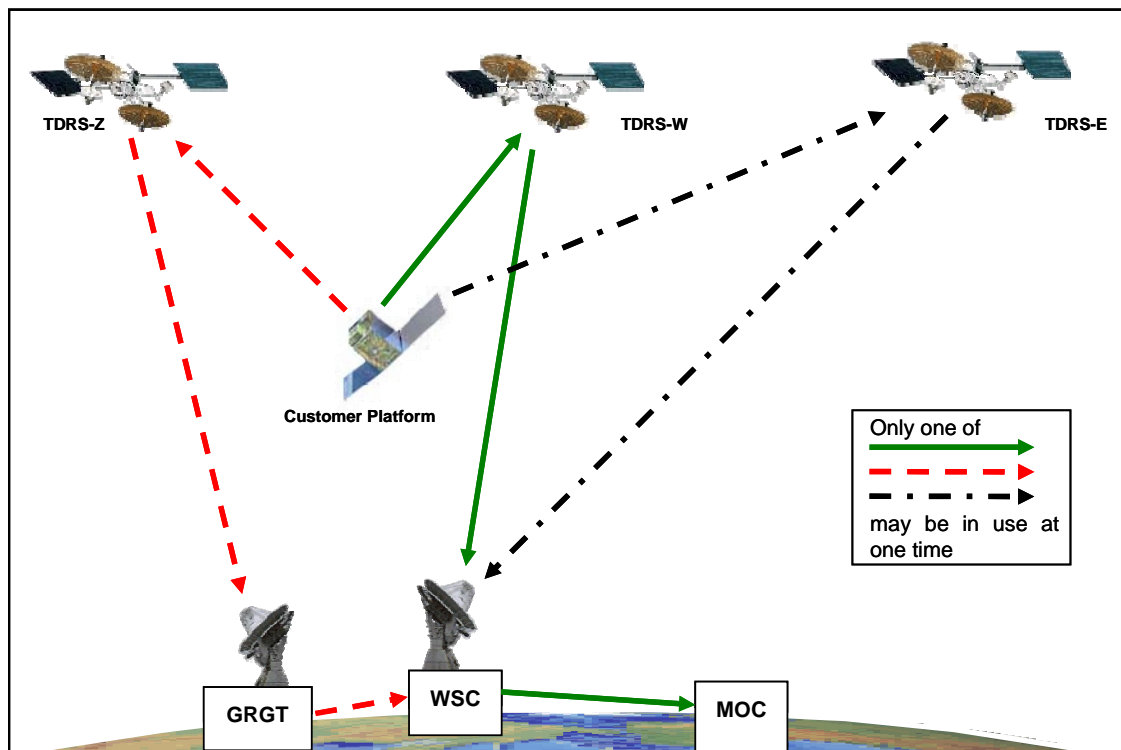 TDRS-Z
TDRS-W
TDRS-E
Customer Platform
Only one of
may be in use at
one time
GRGT
WSC
MOC